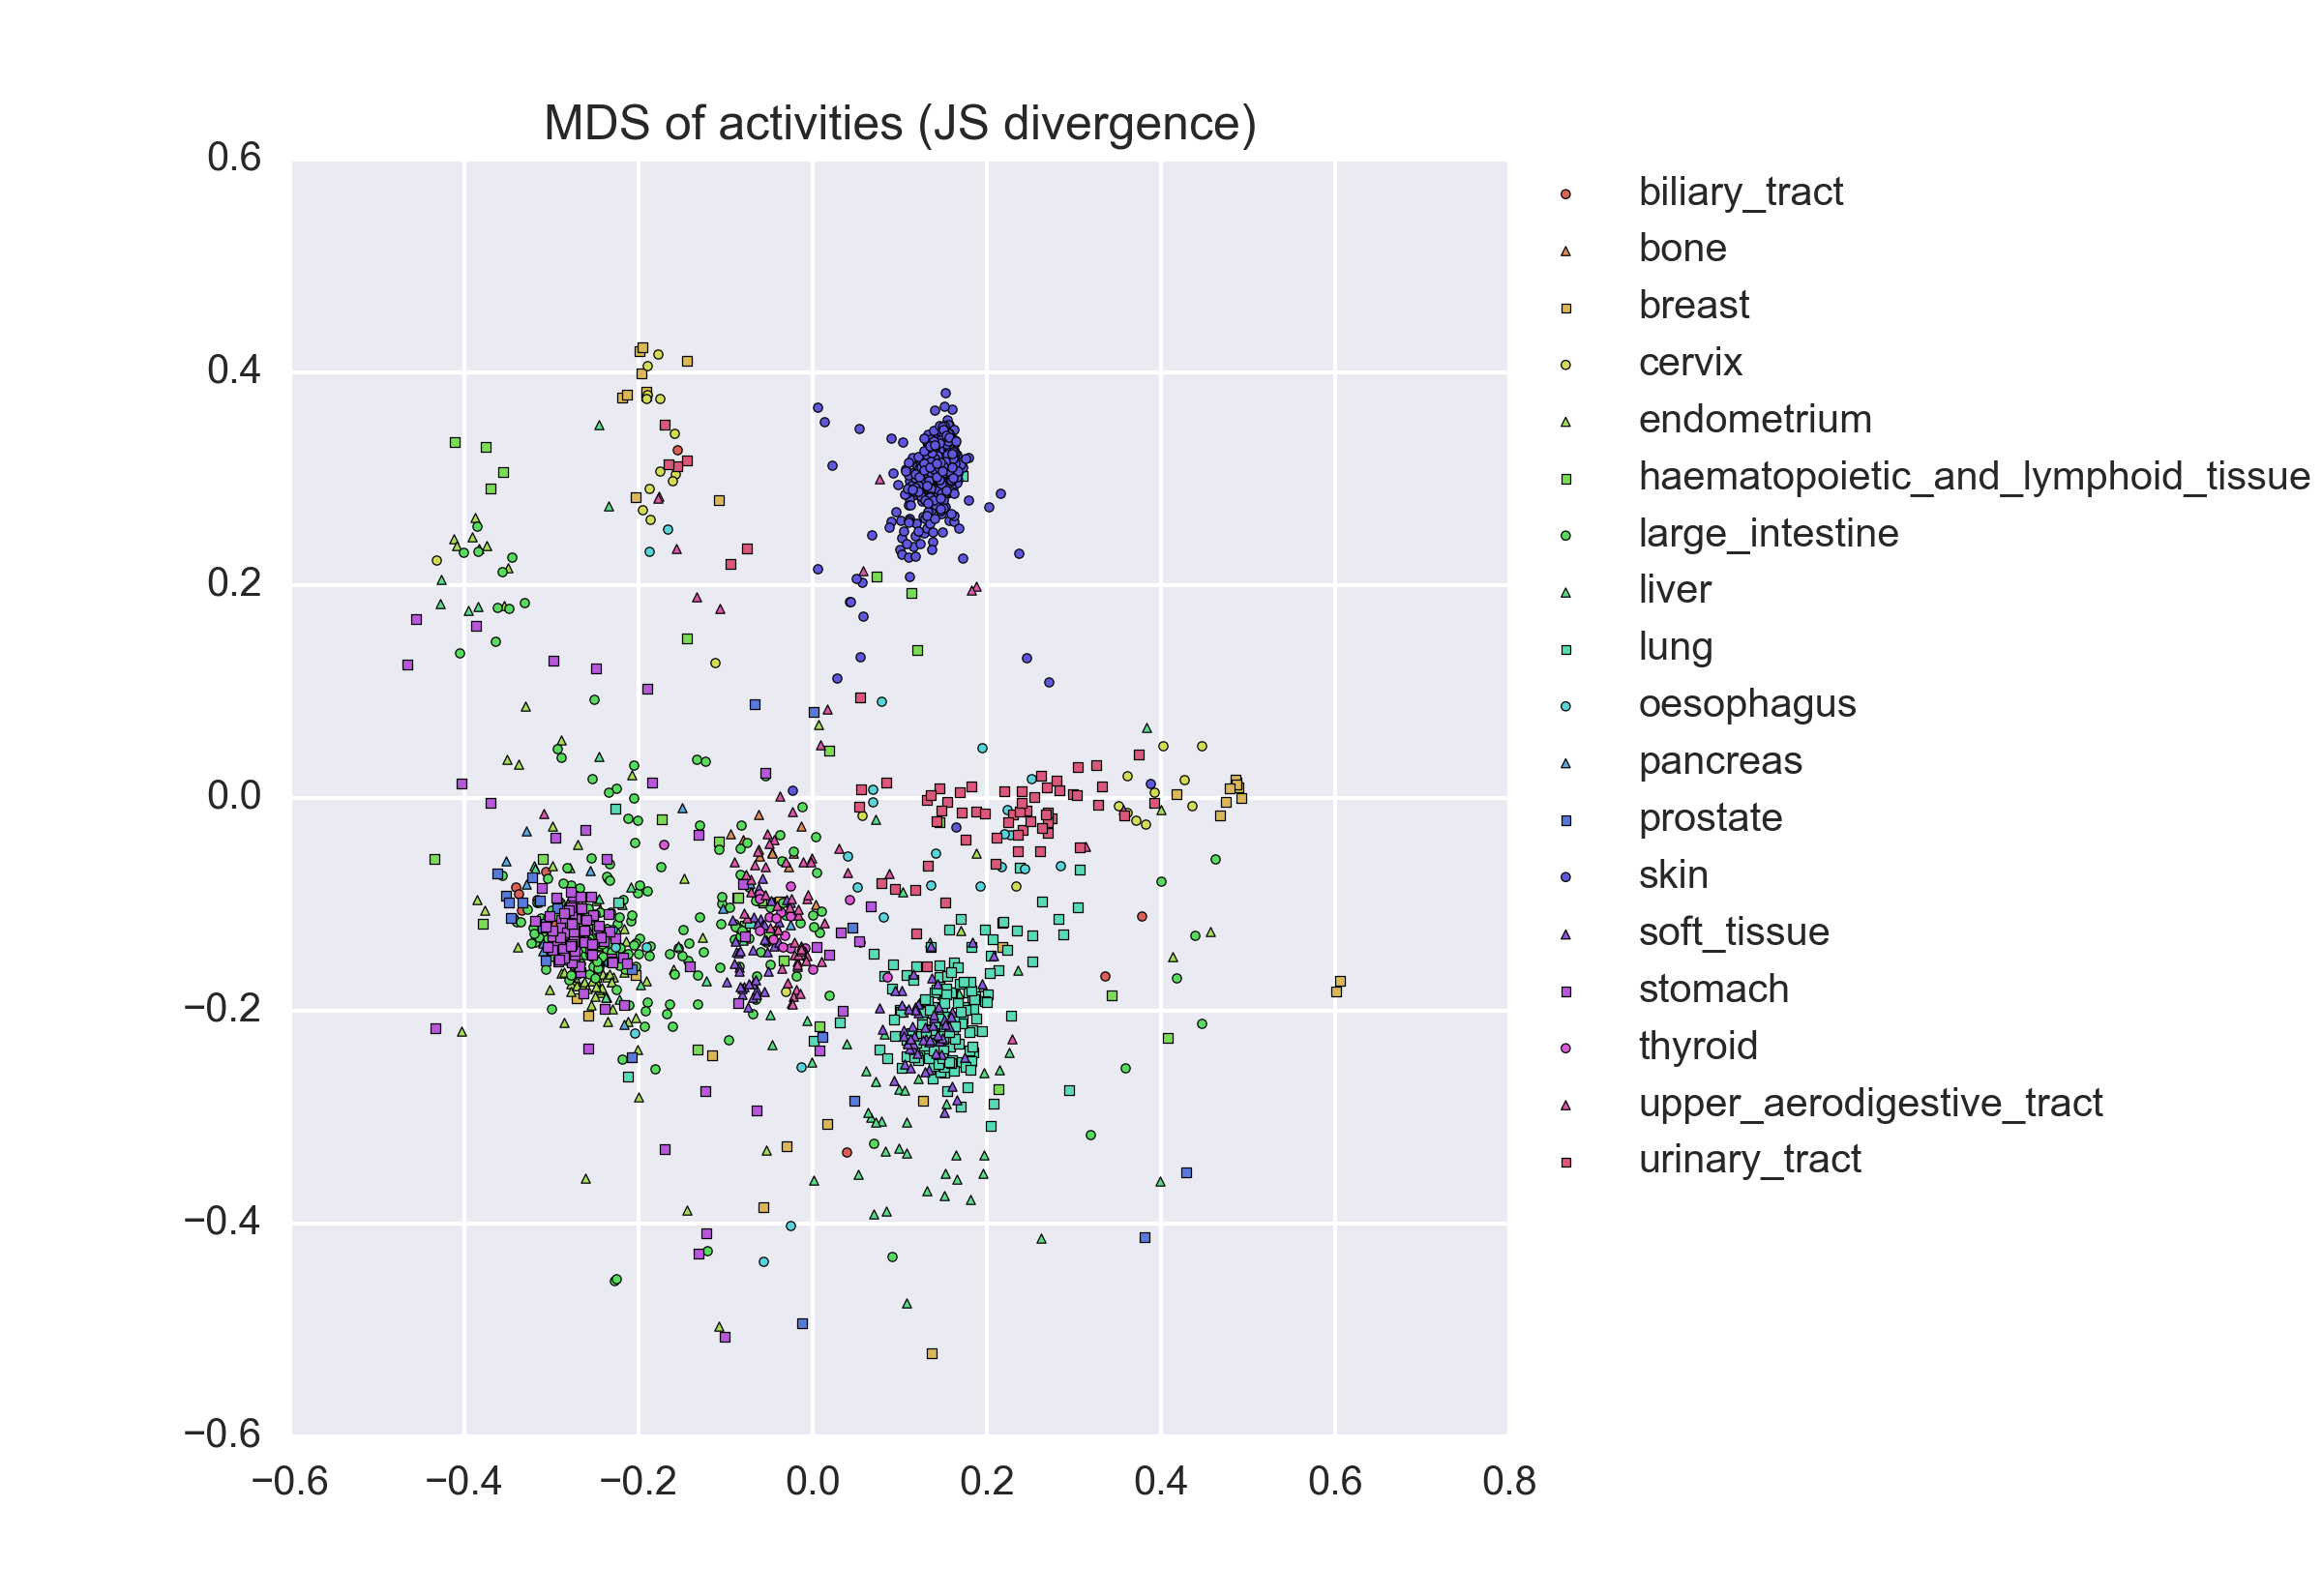 MDS of activities (JS divergence)
0.6
0.4
0.2
0.0
−0.2
−0.4
−0.6
−0.6 −0.4 −0.2 0.0 0.2 0.4 0.6 0.8
biliary_tract
bone
breast
cervix
endometrium
haematopoietic_and_lymphoid_tissue
large_intestine
liver
lung
oesophagus
pancreas
prostate
skin
soft_tissue
stomach
thyroid
upper_aerodigestive_tract
urinary_tract